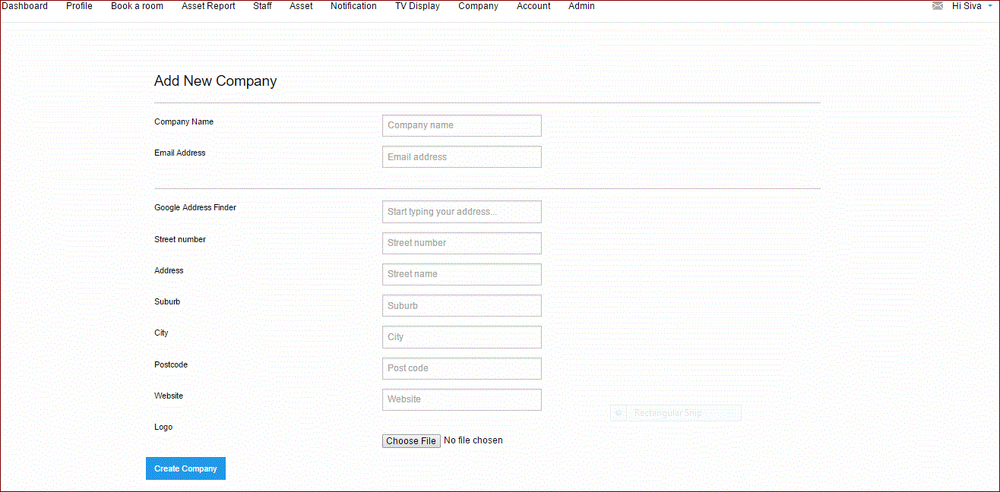 Dashboard Profile Book a room Asset Report Staff Asset Notification TV Display Company Account Admin Hi Siva
Add New Company
Company Name Company name
Email Address Email address
Google Address Finder Start typing your address...
Street number Street number
Address Street name
Suburb Suburb
City City
Postcode Post code
Website Website
Rectangular Snip
Logo
Choose File No file chosen
Create Company